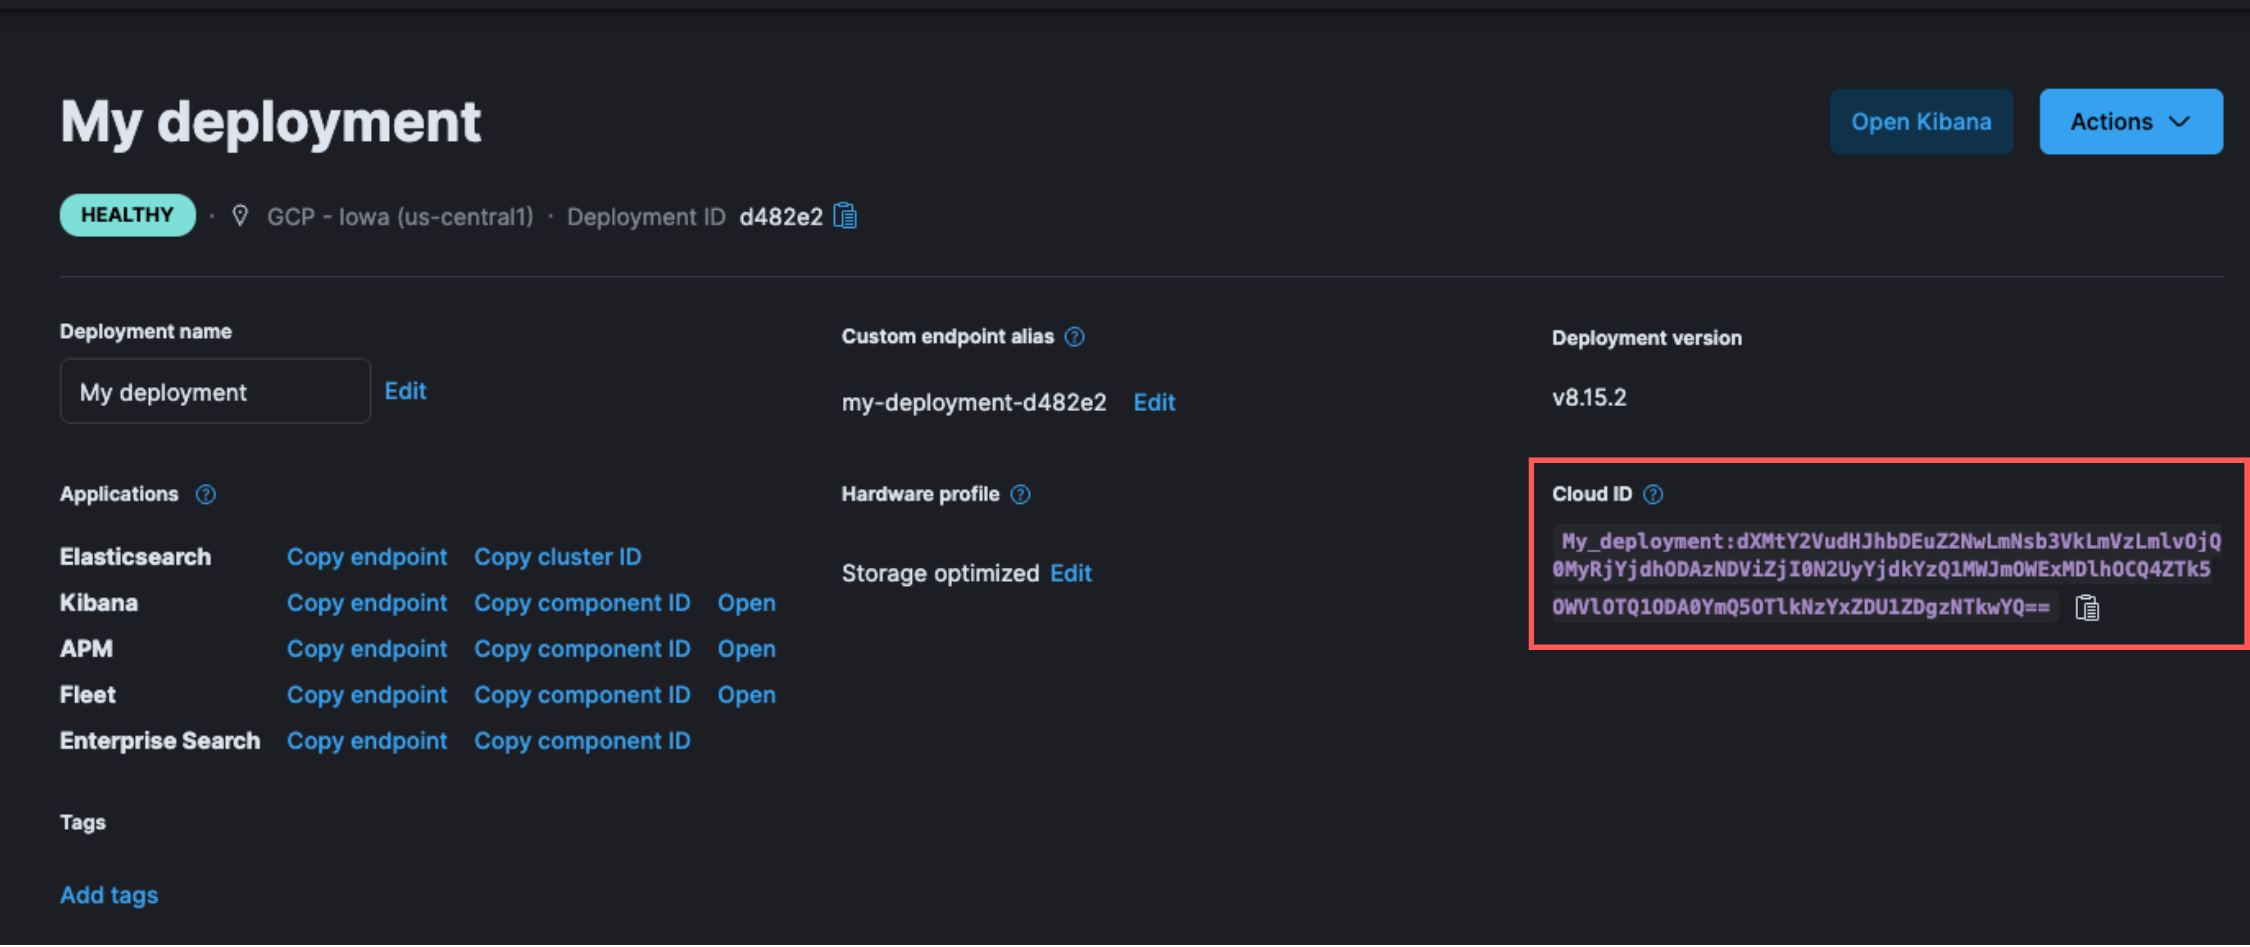 My deployment
Open Kibana
Actions
HEALTHY · GCP - Iowa (us-central1) · Deployment ID d482e2
Deployment name
My deployment Edit
Custom endpoint alias
my-deployment-d482e2 Edit
Deployment version
v8.15.2
Applications
Elasticsearch Copy endpoint Copy cluster ID
Kibana Copy endpoint Copy component ID Open
APM Copy endpoint Copy component ID Open
Fleet Copy endpoint Copy component ID Open
Enterprise Search Copy endpoint Copy component ID
Hardware profile
Storage optimized Edit
Cloud ID
My_deployment:dXMtY2VudHJhbDEuZ2NwLmNsb3VkLmVzLmlvOjQ
0MyRjYjdhODAzNDViZjI0N2UyYjdkYzQ1MWJmOWExMDlhOCQ4ZTk5
OWVlOTQ1ODA0YmQ5OTlkNzYxZDU1ZDgzNTkwYQ==
Tags
Add tags